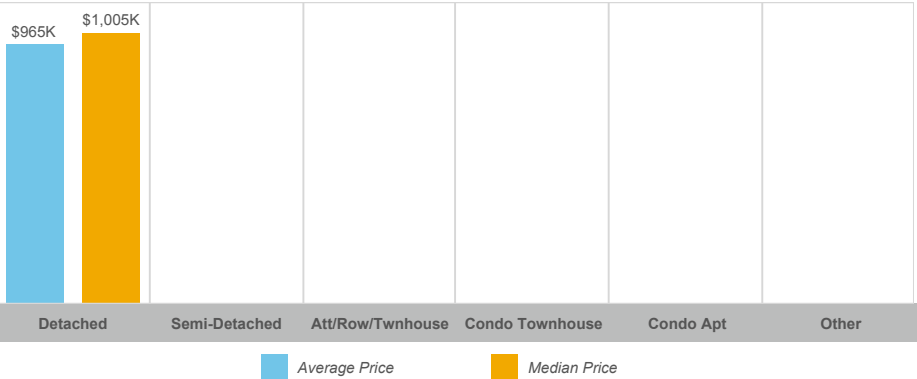 $965K
$1,005K
Detached Semi-Detached Att/Row/Twnhouse Condo Townhouse Condo Apt Other
Average Price Median Price